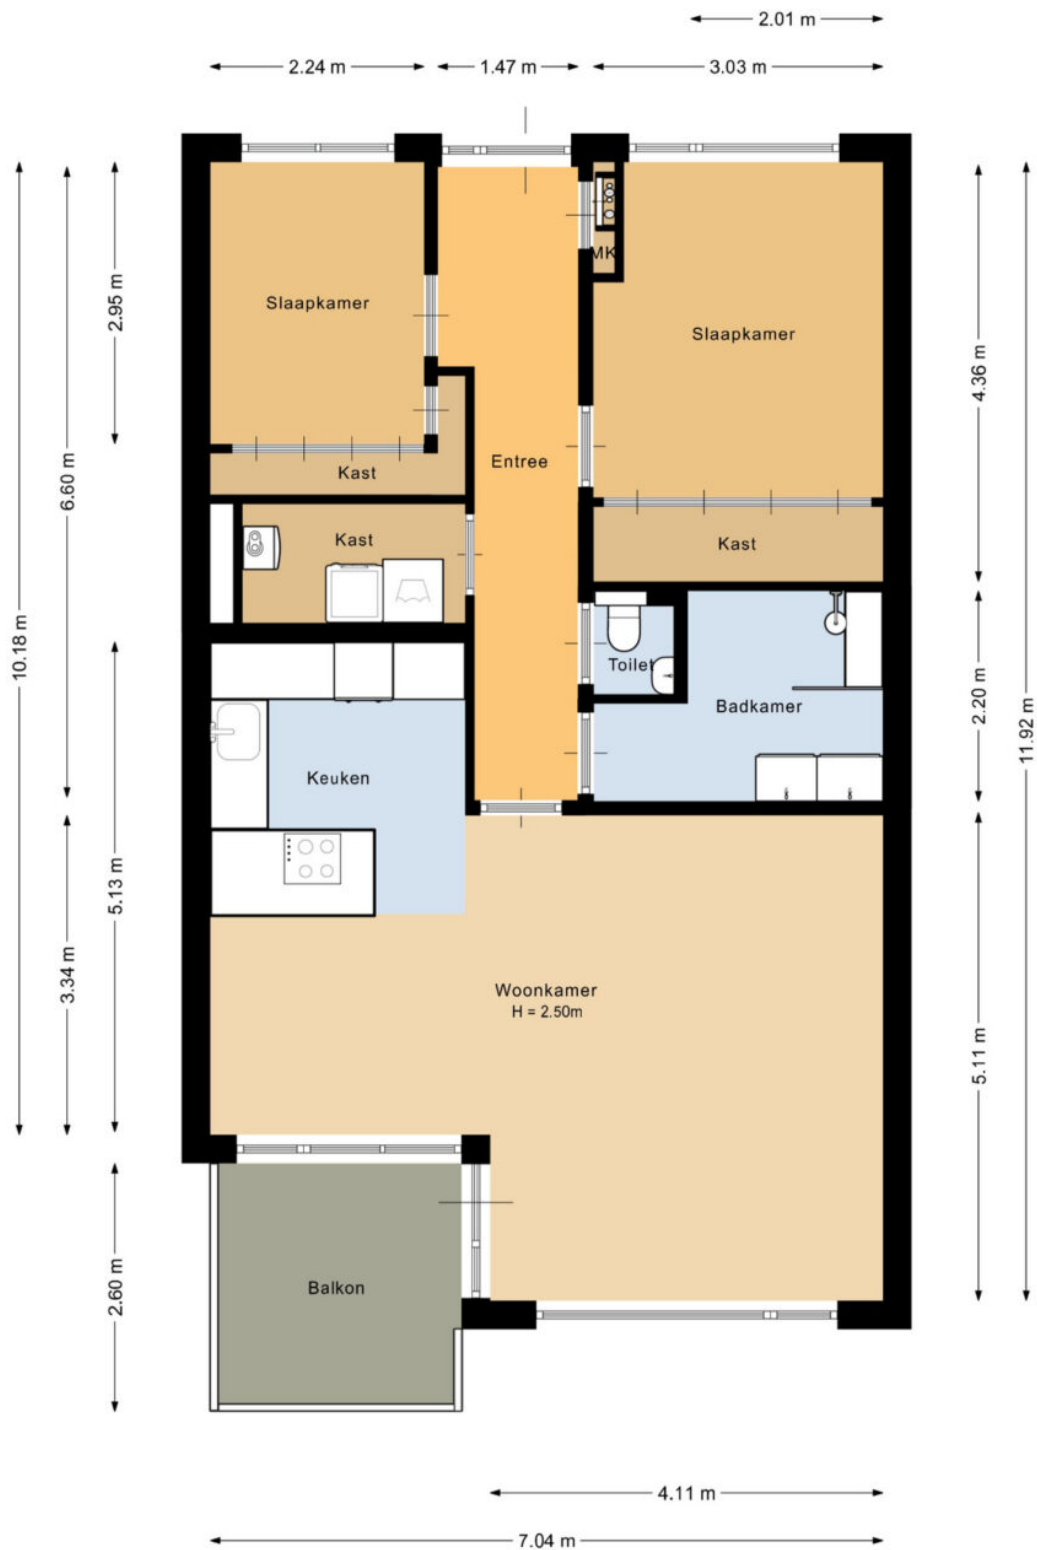 2.01 m
2.24 m
1.47 m
3.03 m
MK
Slaapkamer
Slaapkamer
2.95 m
4.36 m
Entree
Kast
6.60 m
Kast
Kast
10.18 m
Toilet
Badkamer
2.20 m
11.92 m
Keuken
5.13 m
3.34 m
Woonkamer
H = 2.50m
5.11 m
Balkon
2.60 m
4.11 m
7.04 m